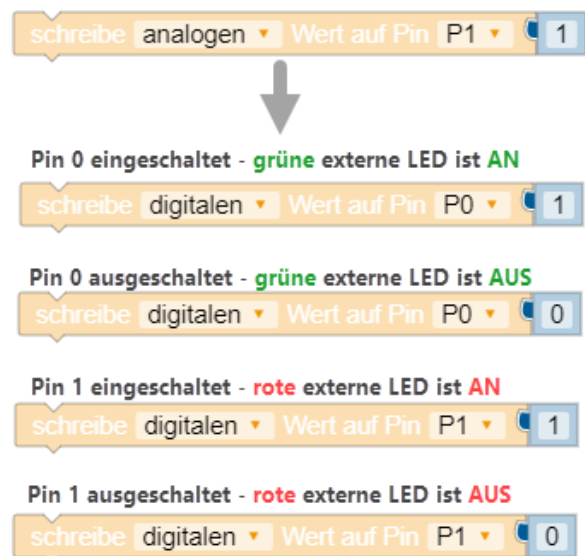 schreibe analogen Wert auf Pin P1 1
Pin 0 eingeschaltet - grüne externe LED ist AN
schreibe digitalen Wert auf Pin P0 1
Pin 0 ausgeschaltet - grüne externe LED ist AUS
schreibe digitalen Wert auf Pin P0 0
Pin 1 eingeschaltet - rote externe LED ist AN
schreibe digitalen Wert auf Pin P1 1
Pin 1 ausgeschaltet - rote externe LED ist AUS
schreibe digitalen Wert auf Pin P1 0